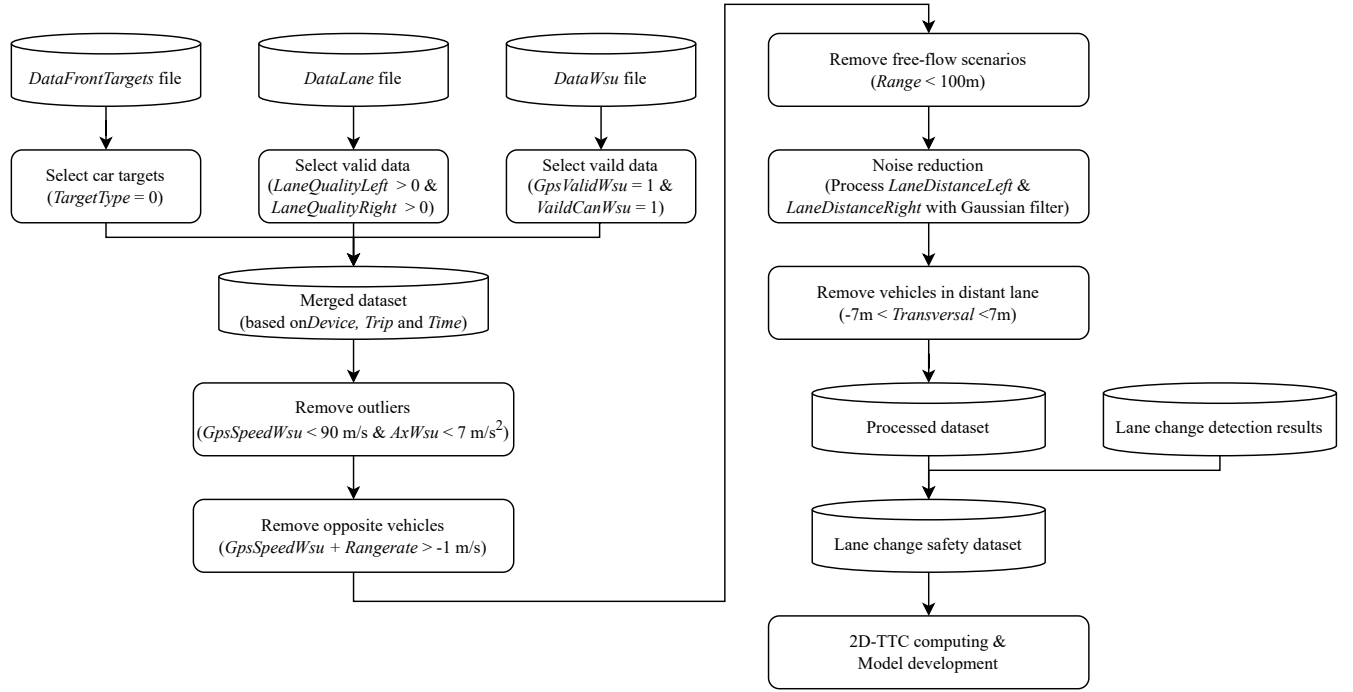 DataFrontTargets file
DataLane file
DataWsu file
Select car targets
(TargetType = 0)
Select valid data
(LaneQualityLeft > 0 &
LaneQualityRight > 0)
Select vaild data
(GpsValidWsu = 1 &
VaildCanWsu = 1)
Merged dataset
(based onDevice, Trip and Time)
Remove outliers
(GpsSpeedWsu < 90 m/s & AxWsu < 7 m/s²)
Remove opposite vehicles
(GpsSpeedWsu + Rangerate > -1 m/s)
Remove free-flow scenarios
(Range < 100m)
Noise reduction
(Process LaneDistanceLeft &
LaneDistanceRight with Gaussian filter)
Remove vehicles in distant lane
(-7m < Transversal <7m)
Processed dataset
Lane change detection results
Lane change safety dataset
2D-TTC computing &
Model development